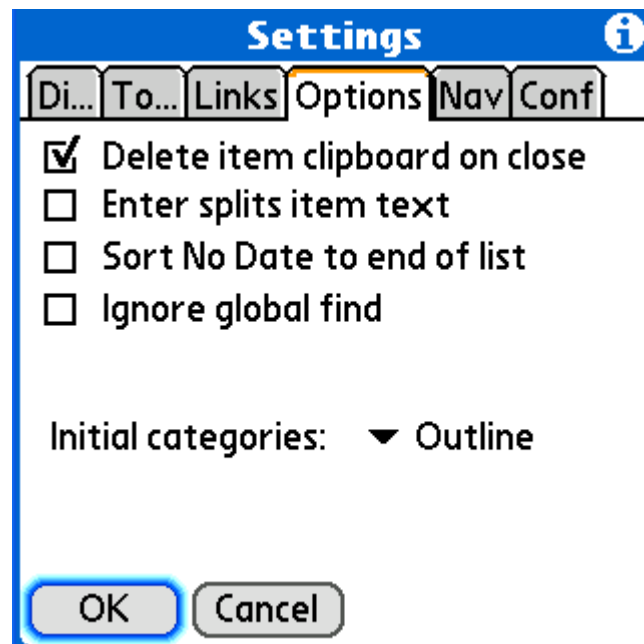 Settings
Di... To... Links Options Nav Conf
Delete item clipboard on close
Enter splits item text
Sort No Date to end of list
Ignore global find
Initial categories: Outline
OK Cancel